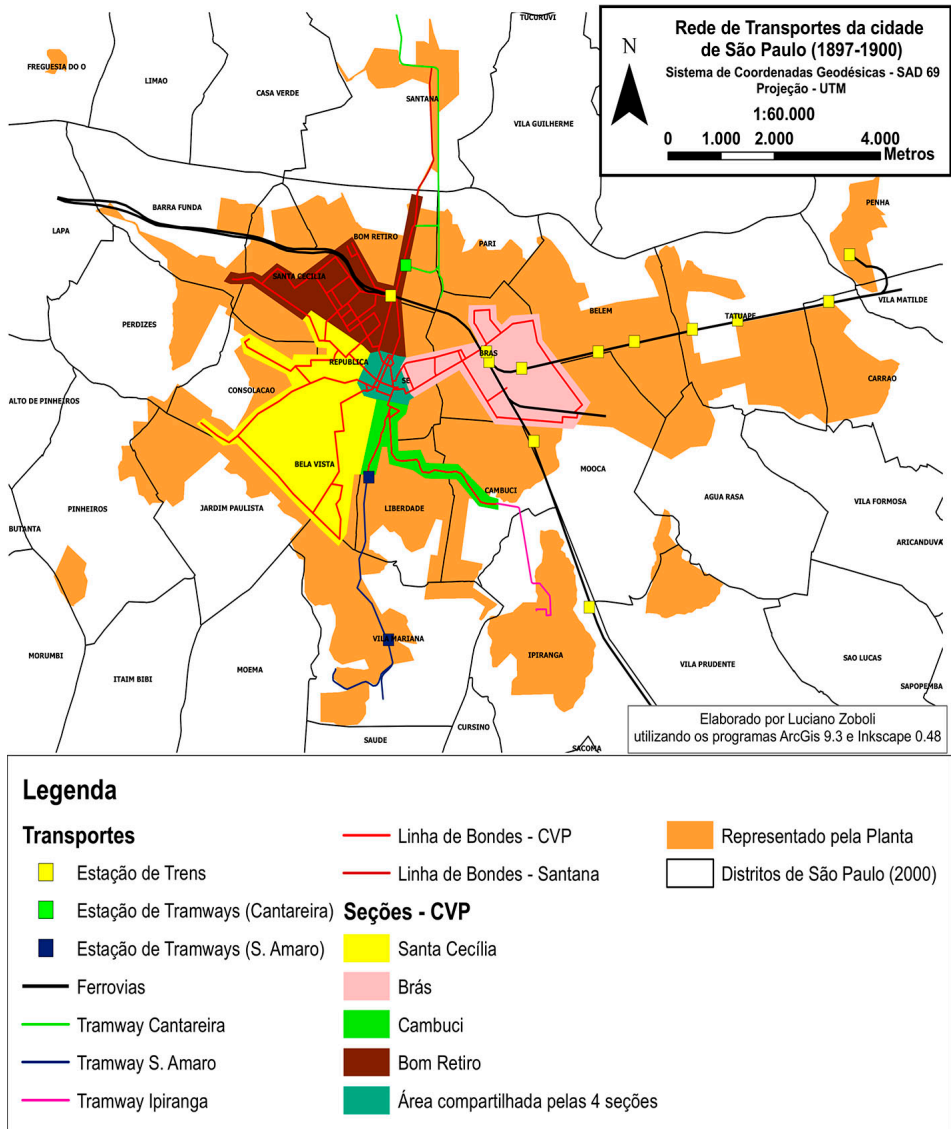 Rede de Transportes da cidade
de São Paulo (1897-1900)
Sistema de Coordenadas Geodésicas - SAD 69
Projeção - UTM
1:60.000
N
0 1.000 2.000 4.000
Metros
TUCURUVI
FREGUESIA DO O
LIMAO
CASA VERDE
SANTANA
VILA GUILHERME
PENHA
LAPA
BARRA FUNDA
BOM RETIRO
PARI
SANTA CECILIA
BELEM
TATUAPE
VILA MATILDE
PERDIZES
REPUBLICA
SE
BRAS
CARRAO
CONSOLACAO
ALTO DE PINHEIROS
BELA VISTA
MOOCA
CAMBUCI
AGUA RASA
VILA FORMOSA
PINHEIROS
JARDIM PAULISTA
LIBERDADE
BUTANTA
ARICANDUVA
VILA MARIANA
IPIRANGA
MORUMBI
ITAIM BIBI
MOEMA
VILA PRUDENTE
SAO LUCAS
SAPOPEMBA
CURSINO
SAUDE
SACOMA
Elaborado por Luciano Zoboli
utilizando os programas ArcGis 9.3 e Inkscape 0.48
Legenda
Transportes
Estação de Trens
Estação de Tramways (Cantareira)
Estação de Tramways (S. Amaro)
Ferrovias
Tramway Cantareira
Tramway S. Amaro
Tramway Ipiranga
Linha de Bondes - CVP
Linha de Bondes - Santana
Seções - CVP
Santa Cecília
Brás
Cambuci
Bom Retiro
Área compartilhada pelas 4 seções
Representado pela Planta
Distritos de São Paulo (2000)